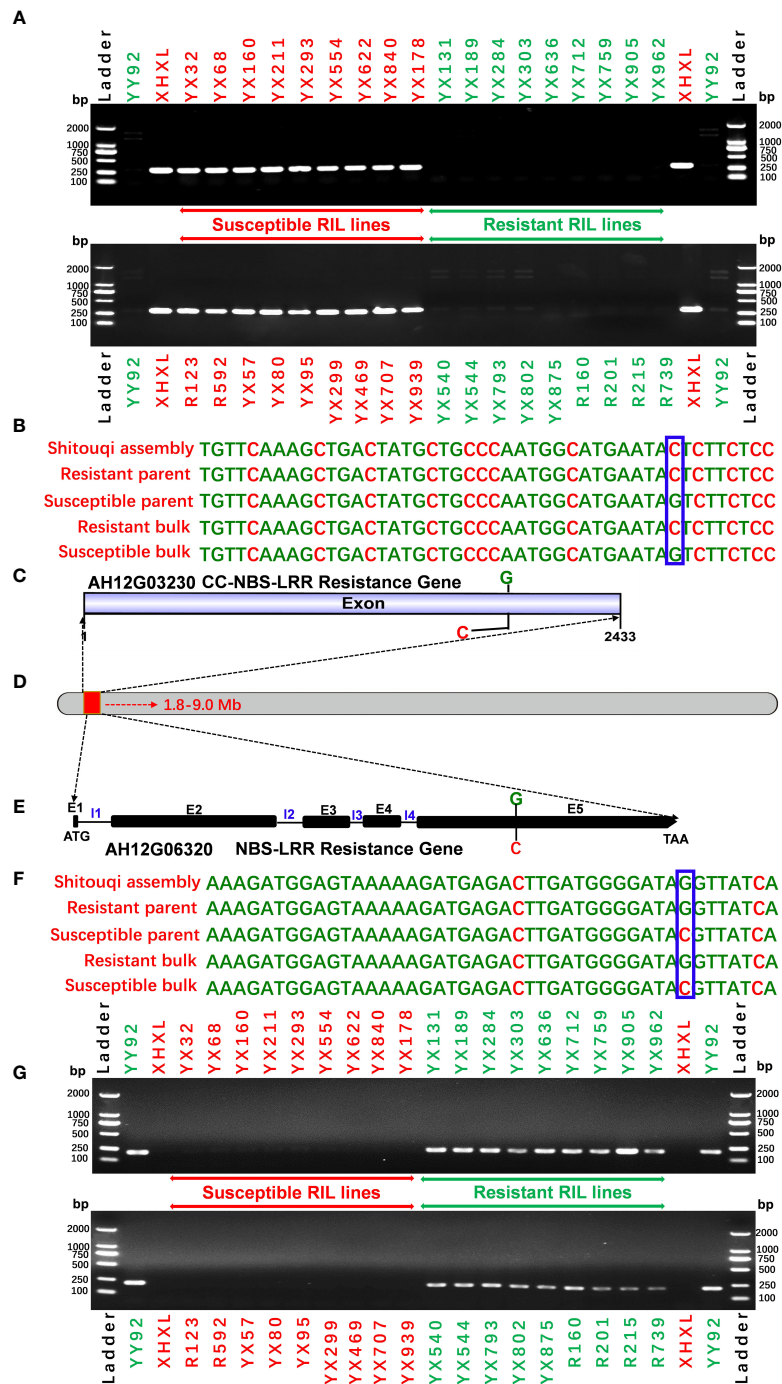 A
Ladder YY92 XHXL YX32 YX68 YX160 YX211 YX293 YX554 YX622 YX840 YX178 YX131 YX189 YX284 YX303 YX636 YX712 YX759 YX905 YX962 XHXL YY92 Ladder
bp bp
2000 2000
1000 1000
750 750
500 500
250 250
100 100
Susceptible RIL lines Resistant RIL lines
bp bp
2000 2000
1000 1000
750 750
500 500
250 250
100 100
Ladder YY92 XHXL R123 R592 YX57 YX80 YX95 YX299 YX469 YX707 YX939 YX540 YX544 YX793 YX802 YX875 R160 R201 R215 R739 XHXL YY92 Ladder
B
Shitouqi assembly TGTTCAAAGCTGACTATGCTGCCCAATGGCATGAATACTCTTCTCC
Resistant parent TGTTCAAAGCTGACTATGCTGCCCAATGGCATGAATACTCTTCTCC
Susceptible parent TGTTCAAAGCTGACTATGCTGCCCAATGGCATGAATAGTCTTCTCC
Resistant bulk TGTTCAAAGCTGACTATGCTGCCCAATGGCATGAATACTCTTCTCC
Susceptible bulk TGTTCAAAGCTGACTATGCTGCCCAATGGCATGAATAGTCTTCTCC
C
AH12G03230 CC-NBS-LRR Resistance Gene G
Exon
1 C 2433
D
1.8-9.0 Mb
E
E1 I1 E2 I2 E3 I3 E4 I4 G E5
ATG C TAA
AH12G06320 NBS-LRR Resistance Gene
F
Shitouqi assembly AAAGATGGAGTAAAAAGATGAGACTTGATGGGGATAGGTTATCA
Resistant parent AAAGATGGAGTAAAAAGATGAGACTTGATGGGGATAGGTTATCA
Susceptible parent AAAGATGGAGTAAAAAGATGAGACTTGATGGGGATACGTTATCA
Resistant bulk AAAGATGGAGTAAAAAGATGAGACTTGATGGGGATAGGTTATCA
Susceptible bulk AAAGATGGAGTAAAAAGATGAGACTTGATGGGGATACGTTATCA
Ladder YY92 XHXL YX32 YX68 YX160 YX211 YX293 YX554 YX622 YX840 YX178 YX131 YX189 YX284 YX303 YX636 YX712 YX759 YX905 YX962 XHXL YY92 Ladder
G
bp bp
2000 2000
1000 1000
750 750
500 500
250 250
100 100
Susceptible RIL lines Resistant RIL lines
bp bp
2000 2000
1000 1000
750 750
500 500
250 250
100 100
Ladder YY92 XHXL R123 R592 YX57 YX80 YX95 YX299 YX469 YX707 YX939 YX540 YX544 YX793 YX802 YX875 R160 R201 R215 R739 XHXL YY92 Ladder